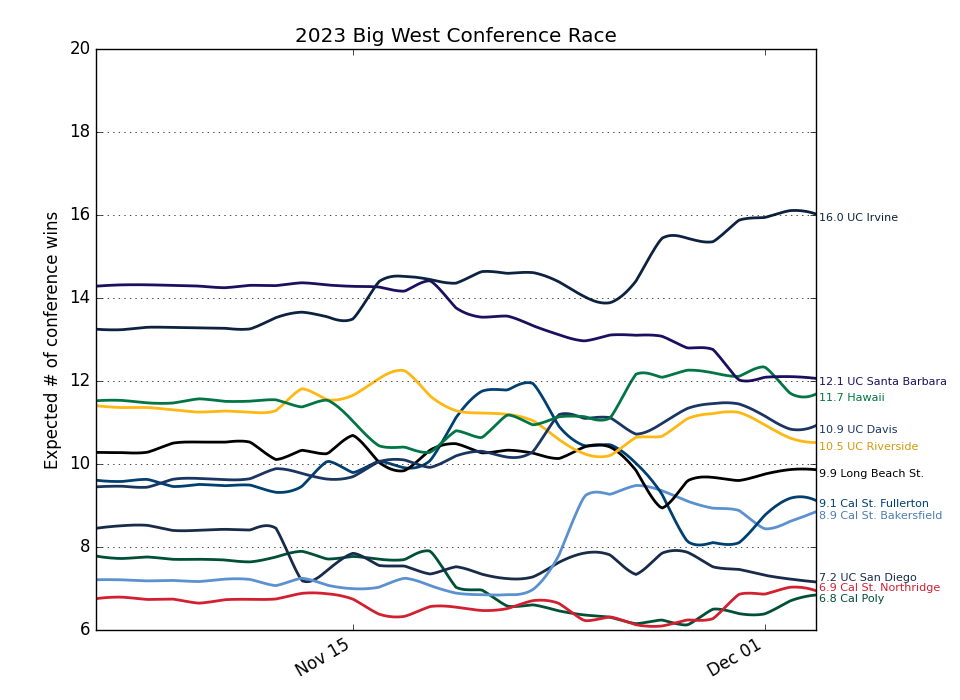 2023 Big West Conference Race
Expected # of conference wins
20
18
16
14
12
10
8
6
Nov 15
Dec 01
16.0 UC Irvine
12.1 UC Santa Barbara
11.7 Hawaii
10.9 UC Davis
10.5 UC Riverside
9.9 Long Beach St.
9.1 Cal St. Fullerton
8.9 Cal St. Bakersfield
7.2 UC San Diego
6.9 Cal St. Northridge
6.8 Cal Poly